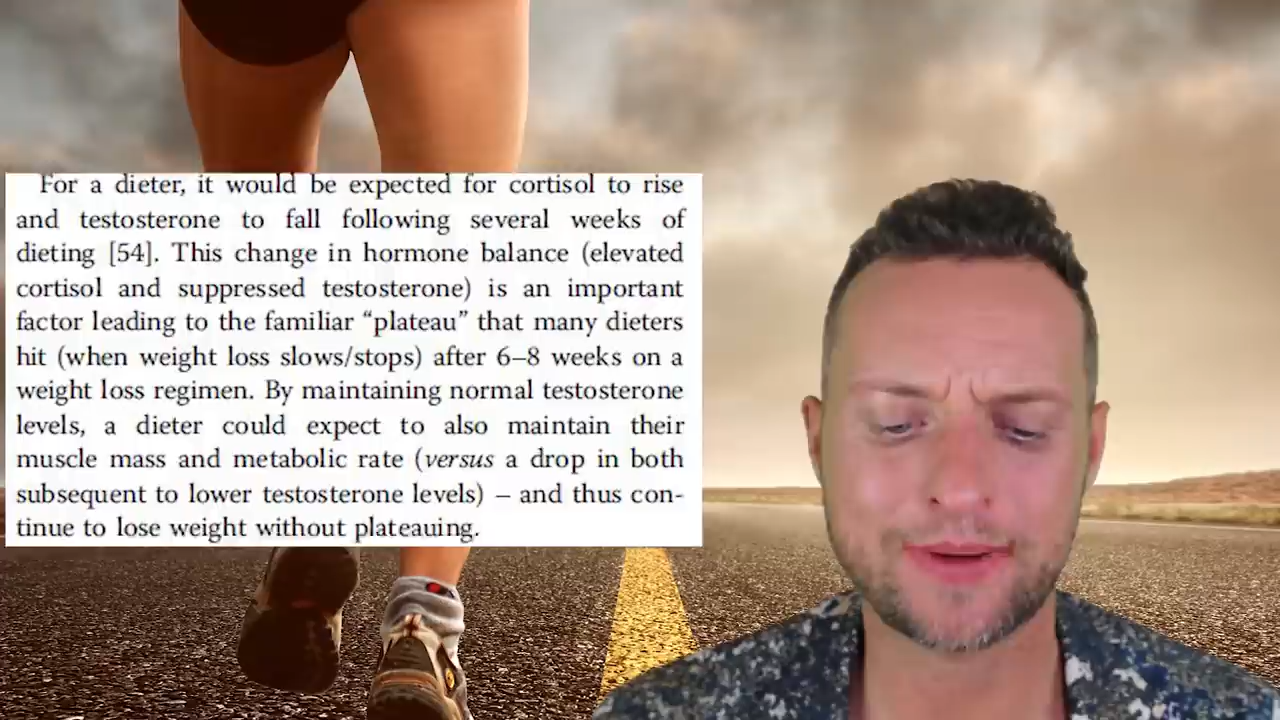 For a dieter, it would be expected for cortisol to rise
and testosterone to fall following several weeks of
dieting [54]. This change in hormone balance (elevated
cortisol and suppressed testosterone) is an important
factor leading to the familiar “plateau” that many dieters
hit (when weight loss slows/stops) after 6–8 weeks on a
weight loss regimen. By maintaining normal testosterone
levels, a dieter could expect to also maintain their
muscle mass and metabolic rate (versus a drop in both
subsequent to lower testosterone levels) – and thus con-
tinue to lose weight without plateauing.